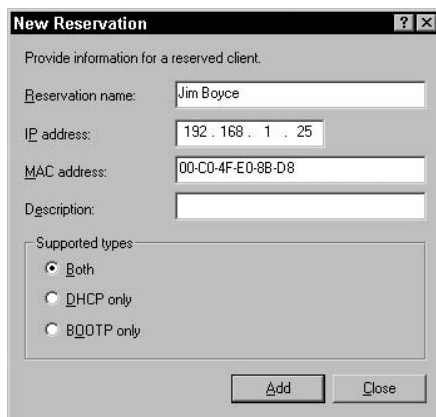 New Reservation
Provide information for a reserved client.
Reservation name: Jim Boyce
IP address: 192 . 168 . 1 . 25
MAC address: 00-C0-4F-E0-8B-D8
Description:
Supported types
Both
DHCP only
BOOTP only
Add Close